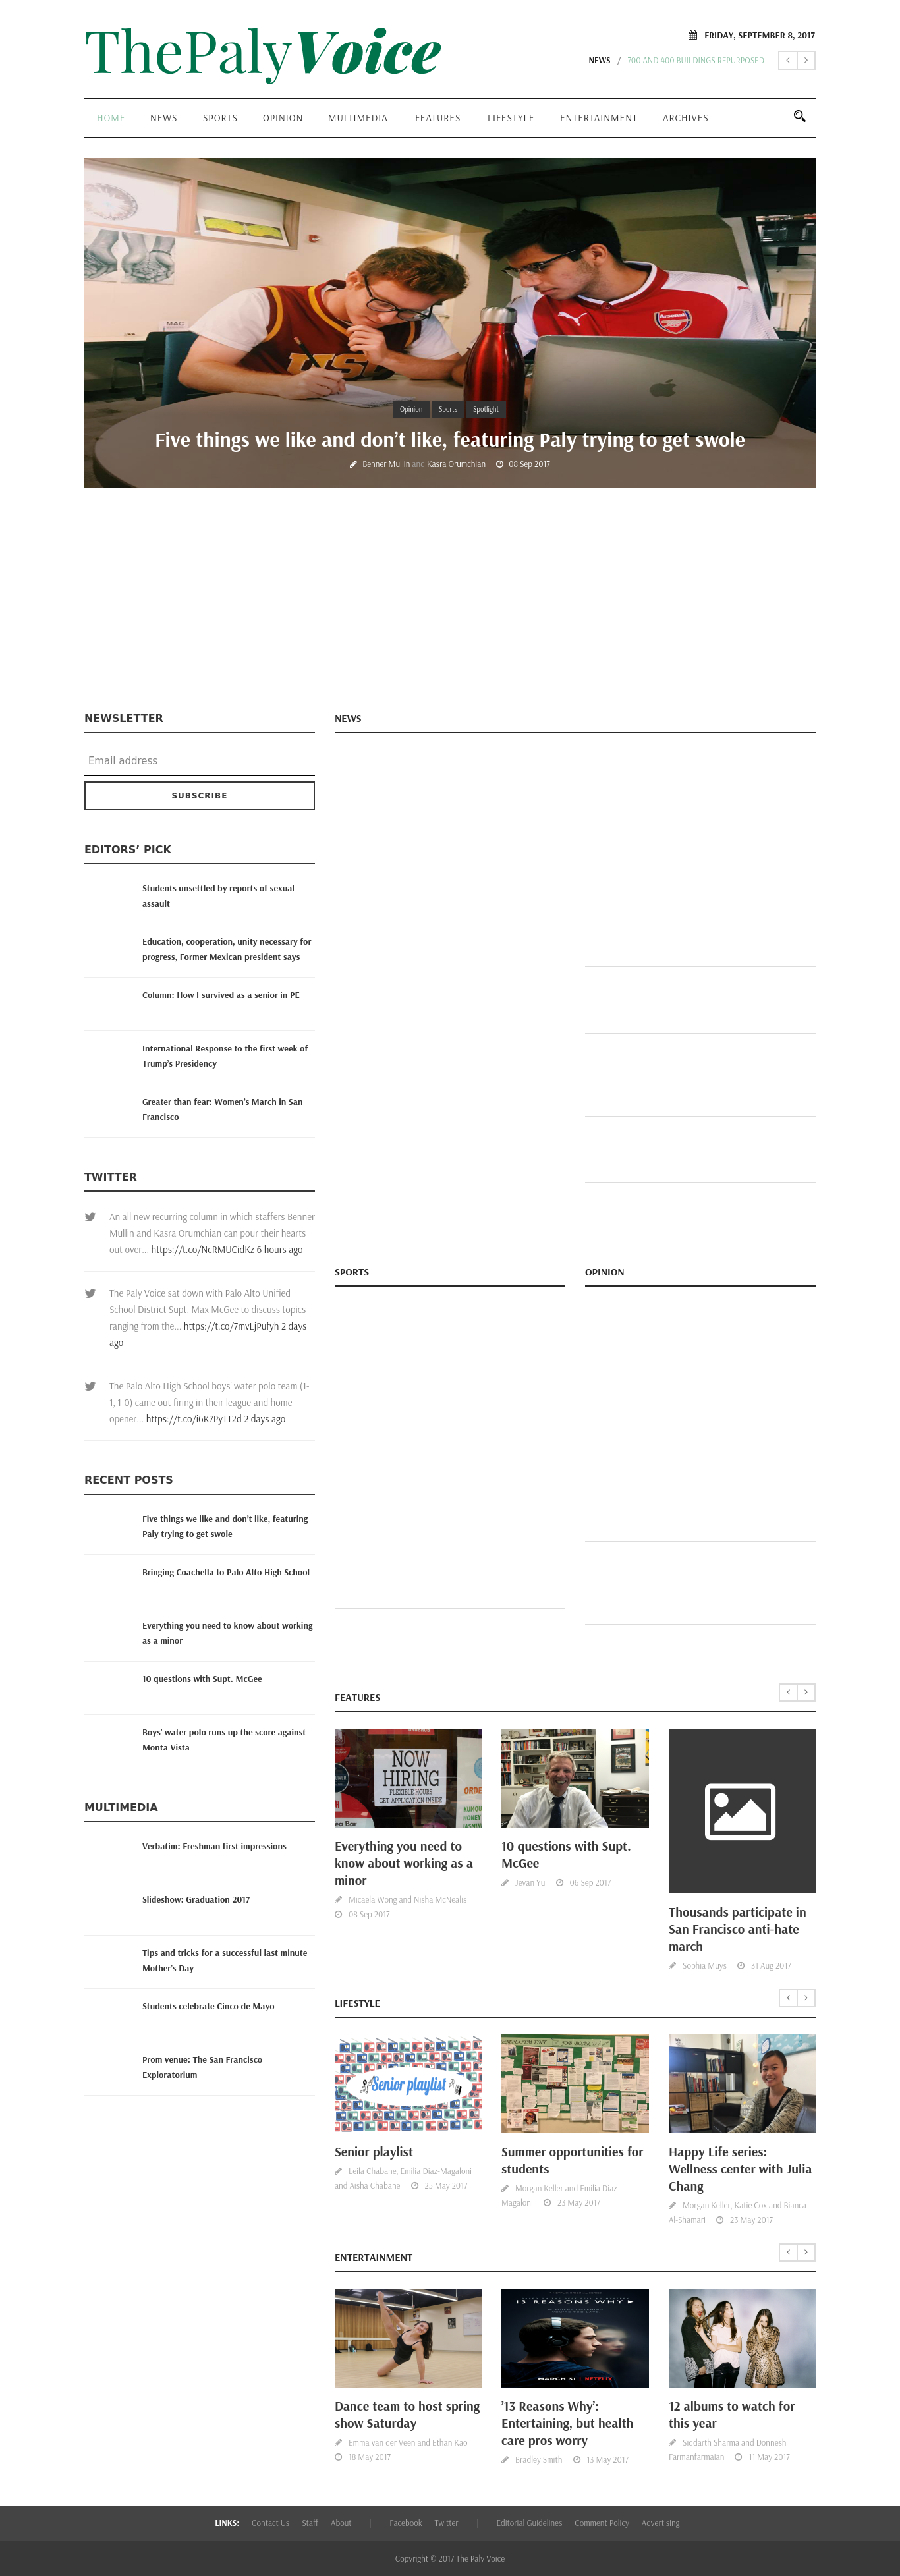 ThePalyVoice
FRIDAY, SEPTEMBER 8, 2017
NEWS / 700 AND 400 BUILDINGS REPURPOSED
HOME NEWS SPORTS OPINION MULTIMEDIA FEATURES LIFESTYLE ENTERTAINMENT ARCHIVES
MAC
Arsenal
Opinion Sports Spotlight
Five things we like and don’t like, featuring Paly trying to get swole
Benner Mullin and Kasra Orumchian 08 Sep 2017
NEWSLETTER
Email address
SUBSCRIBE
EDITORS’ PICK
Students unsettled by reports of sexual
assault
Education, cooperation, unity necessary for
progress, Former Mexican president says
Column: How I survived as a senior in PE
International Response to the first week of
Trump’s Presidency
Greater than fear: Women’s March in San
Francisco
TWITTER
An all new recurring column in which staffers Benner
Mullin and Kasra Orumchian can pour their hearts
out over… https://t.co/NcRMUCidKz 6 hours ago
The Paly Voice sat down with Palo Alto Unified
School District Supt. Max McGee to discuss topics
ranging from the… https://t.co/7mvLjPufyh 2 days
ago
The Palo Alto High School boys’ water polo team (1-
1, 1-0) came out firing in their league and home
opener… https://t.co/i6K7PyTT2d 2 days ago
RECENT POSTS
Five things we like and don’t like, featuring
Paly trying to get swole
Bringing Coachella to Palo Alto High School
Everything you need to know about working
as a minor
10 questions with Supt. McGee
Boys’ water polo runs up the score against
Monta Vista
MULTIMEDIA
Verbatim: Freshman first impressions
Slideshow: Graduation 2017
Tips and tricks for a successful last minute
Mother’s Day
Students celebrate Cinco de Mayo
Prom venue: The San Francisco
Exploratorium
NEWS
SPORTS
OPINION
FEATURES
NOW
HIRING
FLEXIBLE HOURS
GET APPLICATION INSIDE
Everything you need to
know about working as a
minor
Micaela Wong and Nisha McNealis
08 Sep 2017
10 questions with Supt.
McGee
Jevan Yu 06 Sep 2017
Thousands participate in
San Francisco anti-hate
march
Sophia Muys 31 Aug 2017
LIFESTYLE
Senior playlist
Senior playlist
Leila Chabane, Emilia Diaz-Magaloni
and Aisha Chabane 23 May 2017
EMPLOYMENT JOB BOARD
Summer opportunities for
students
Morgan Keller and Emilia Diaz-
Magaloni 23 May 2017
Happy Life series:
Wellness center with Julia
Chang
Morgan Keller, Katie Cox and Bianca
Al-Shamari 23 May 2017
ENTERTAINMENT
Dance team to host spring
show Saturday
Emma van der Veen and Ethan Kao
18 May 2017
13 REASONS WHY
MARCH 31 NETFLIX
’13 Reasons Why’:
Entertaining, but health
care pros worry
Bradley Smith 13 May 2017
12 albums to watch for
this year
Siddarth Sharma and Donnesh
Farmanfarmaian 11 May 2017
LINKS: Contact Us Staff About | Facebook Twitter | Editorial Guidelines Comment Policy Advertising
Copyright © 2017 The Paly Voice